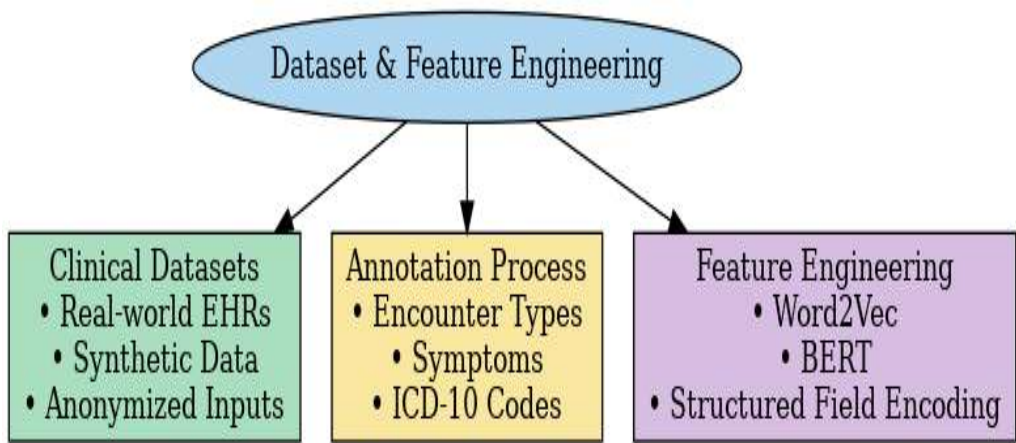 Dataset & Feature Engineering
Clinical Datasets
• Real-world EHRs
• Synthetic Data
• Anonymized Inputs
Annotation Process
• Encounter Types
• Symptoms
• ICD-10 Codes
Feature Engineering
• Word2Vec
• BERT
• Structured Field Encoding